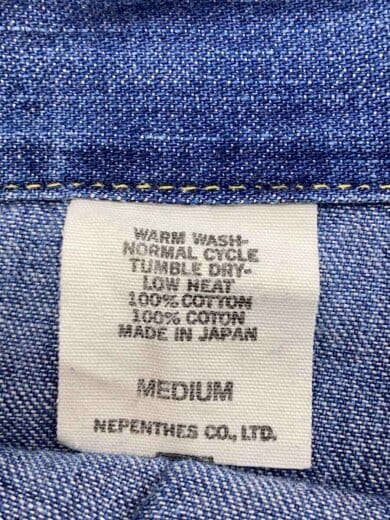 WARM WASH-
NORMAL CYCLE
TUMBLE DRY-
LOW HEAT
100% COTTON
100% COTON
MADE IN JAPAN
MEDIUM
NEPENTHES CO., LTD.